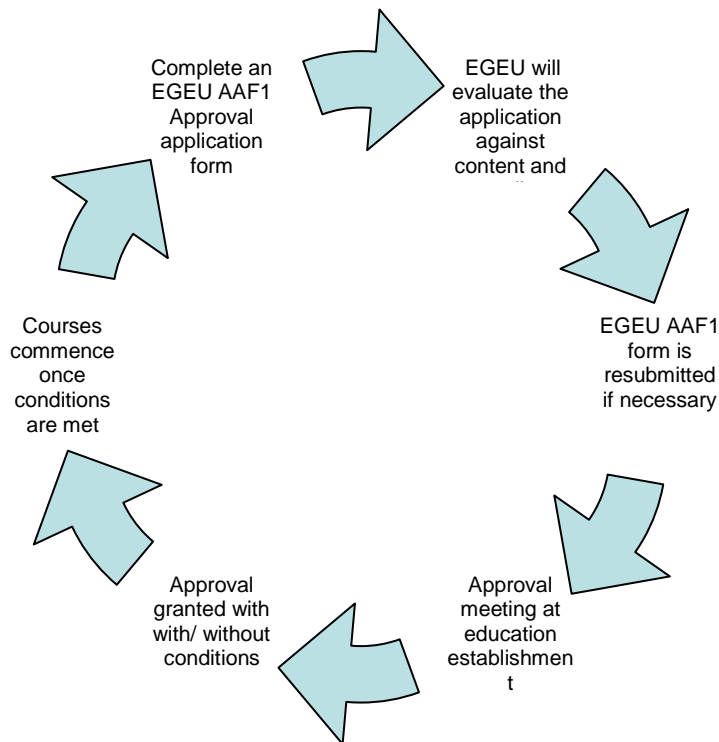 Complete an
EGEU AAF1
Approval
application
form
EGEU will
evaluate the
application
against
content and
EGEU AAF1
form is
resubmitted
if necessary
Approval
meeting at
education
establishmen
t
Approval
granted with
with/ without
conditions
Courses
commence
once
conditions
are met